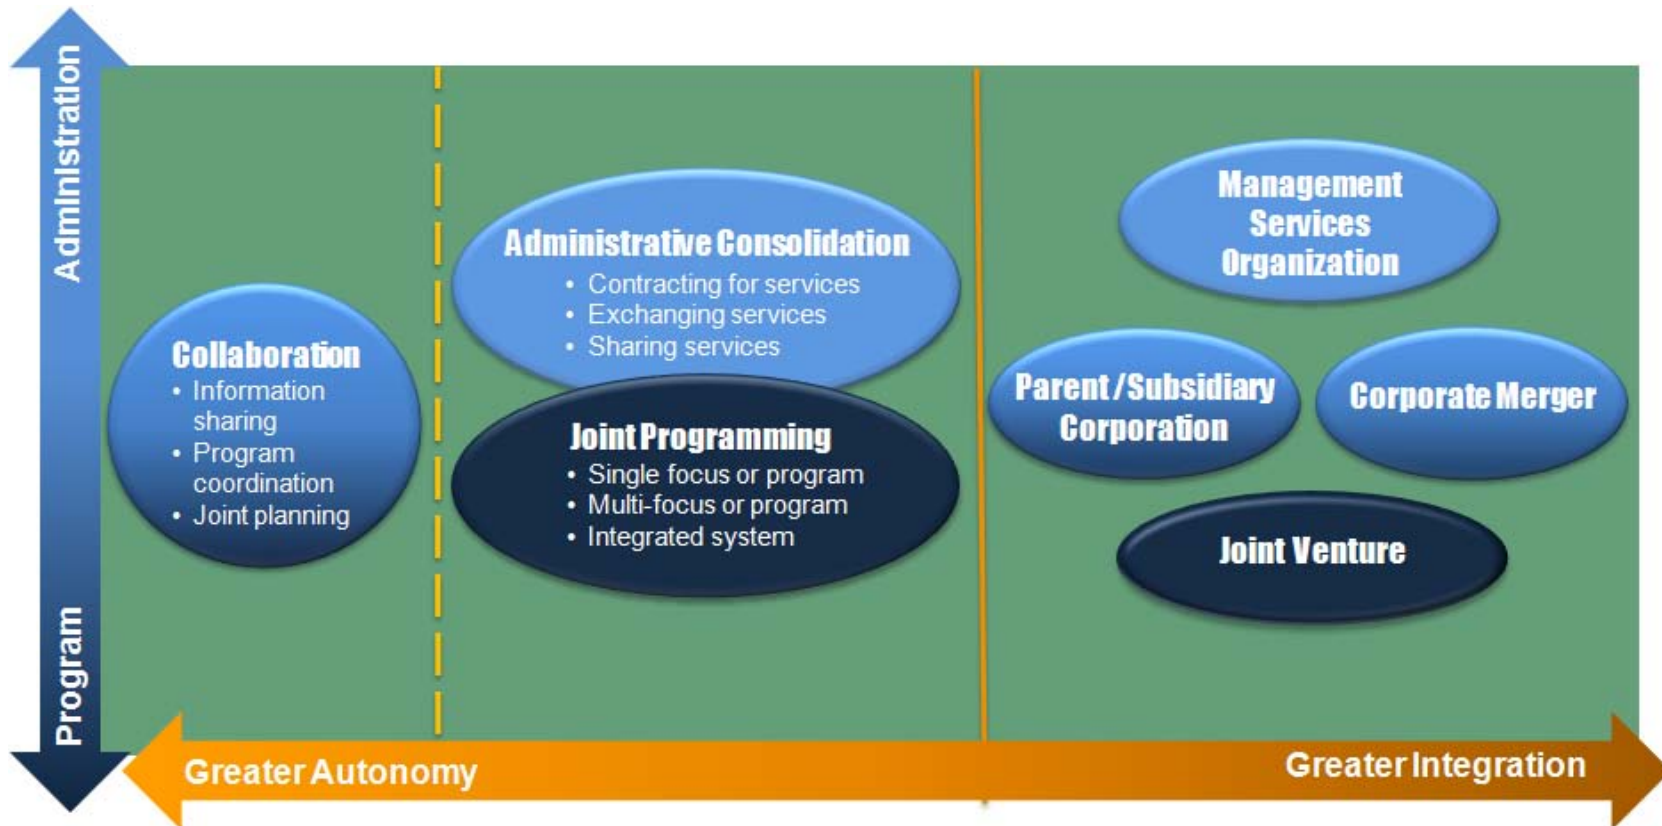 Administration
Program
Collaboration
• Information
sharing
• Program
coordination
• Joint planning
Administrative Consolidation
• Contracting for services
• Exchanging services
• Sharing services
Joint Programming
• Single focus or program
• Multi-focus or program
• Integrated system
Management
Services
Organization
Parent / Subsidiary
Corporation
Corporate Merger
Joint Venture
Greater Autonomy
Greater Integration